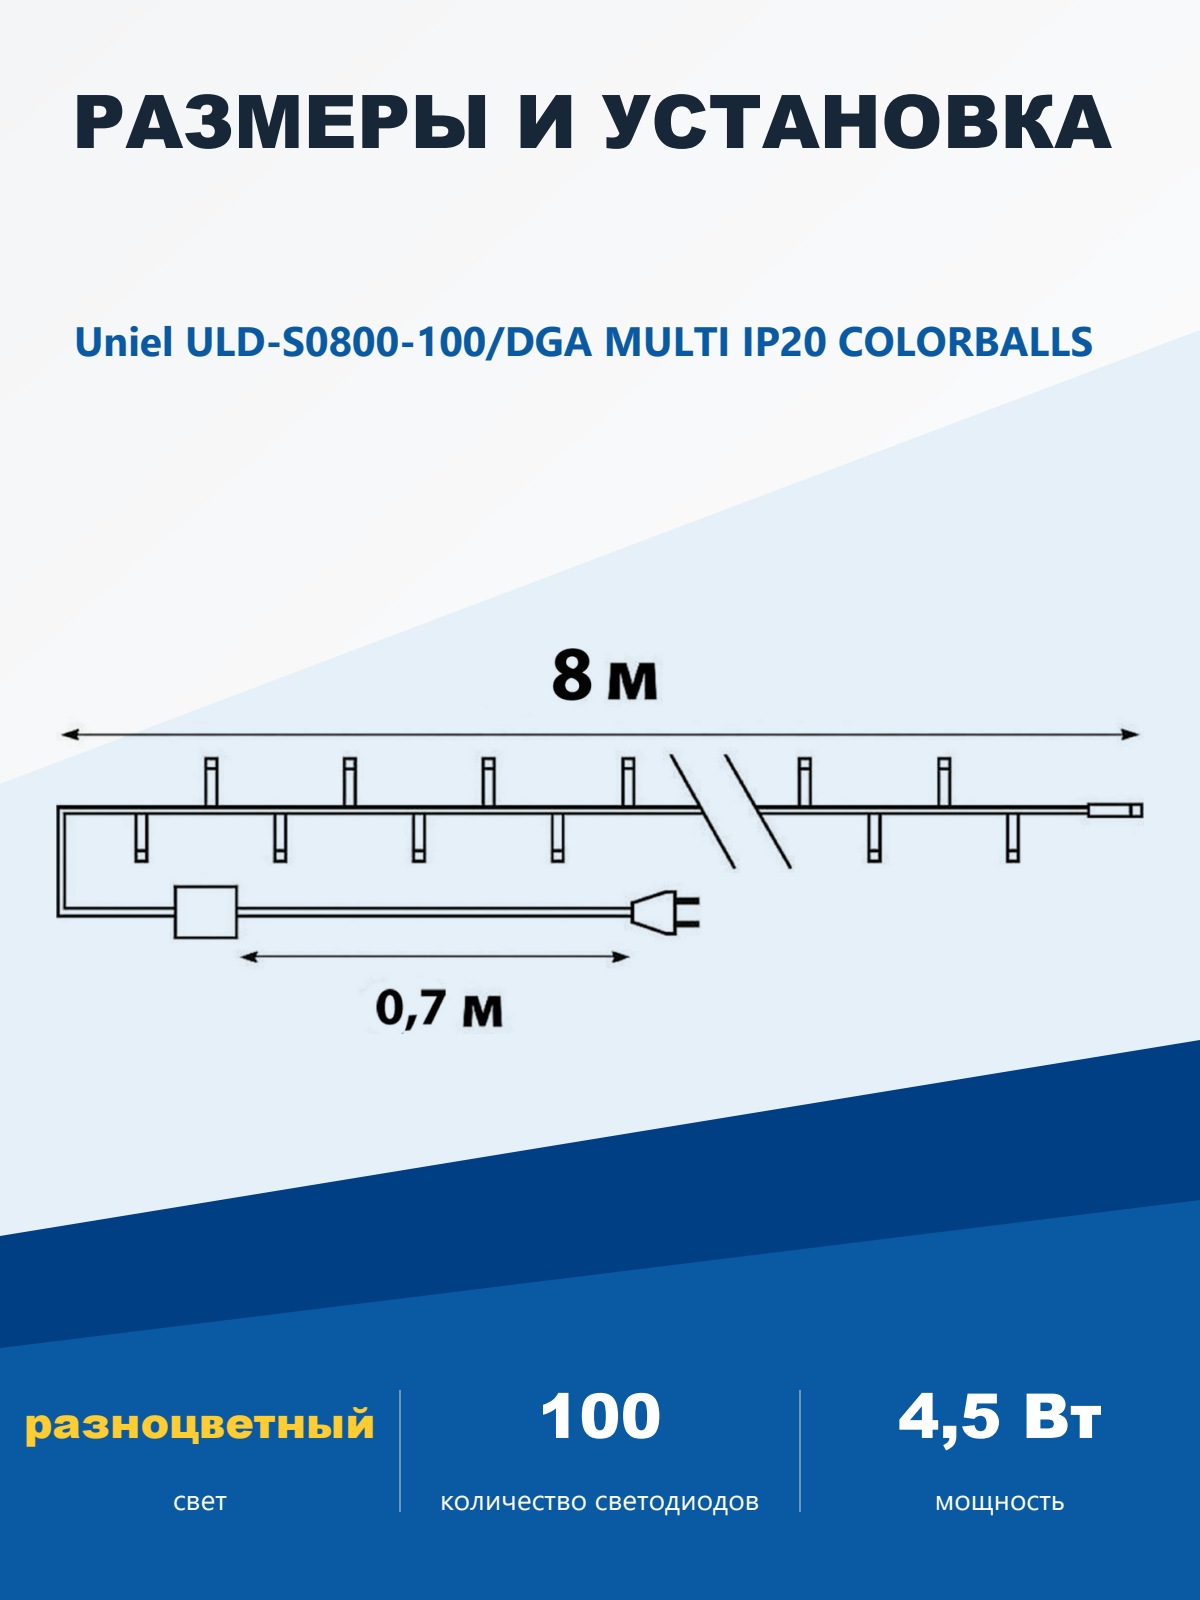 РАЗМЕРЫ И УСТАНОВКА
Uniel ULD-S0800-100/DGA MULTI IP20 COLORBALLS
8 м
0,7 м
разноцветный
свет
100
количество светодиодов
4,5 Вт
мощность